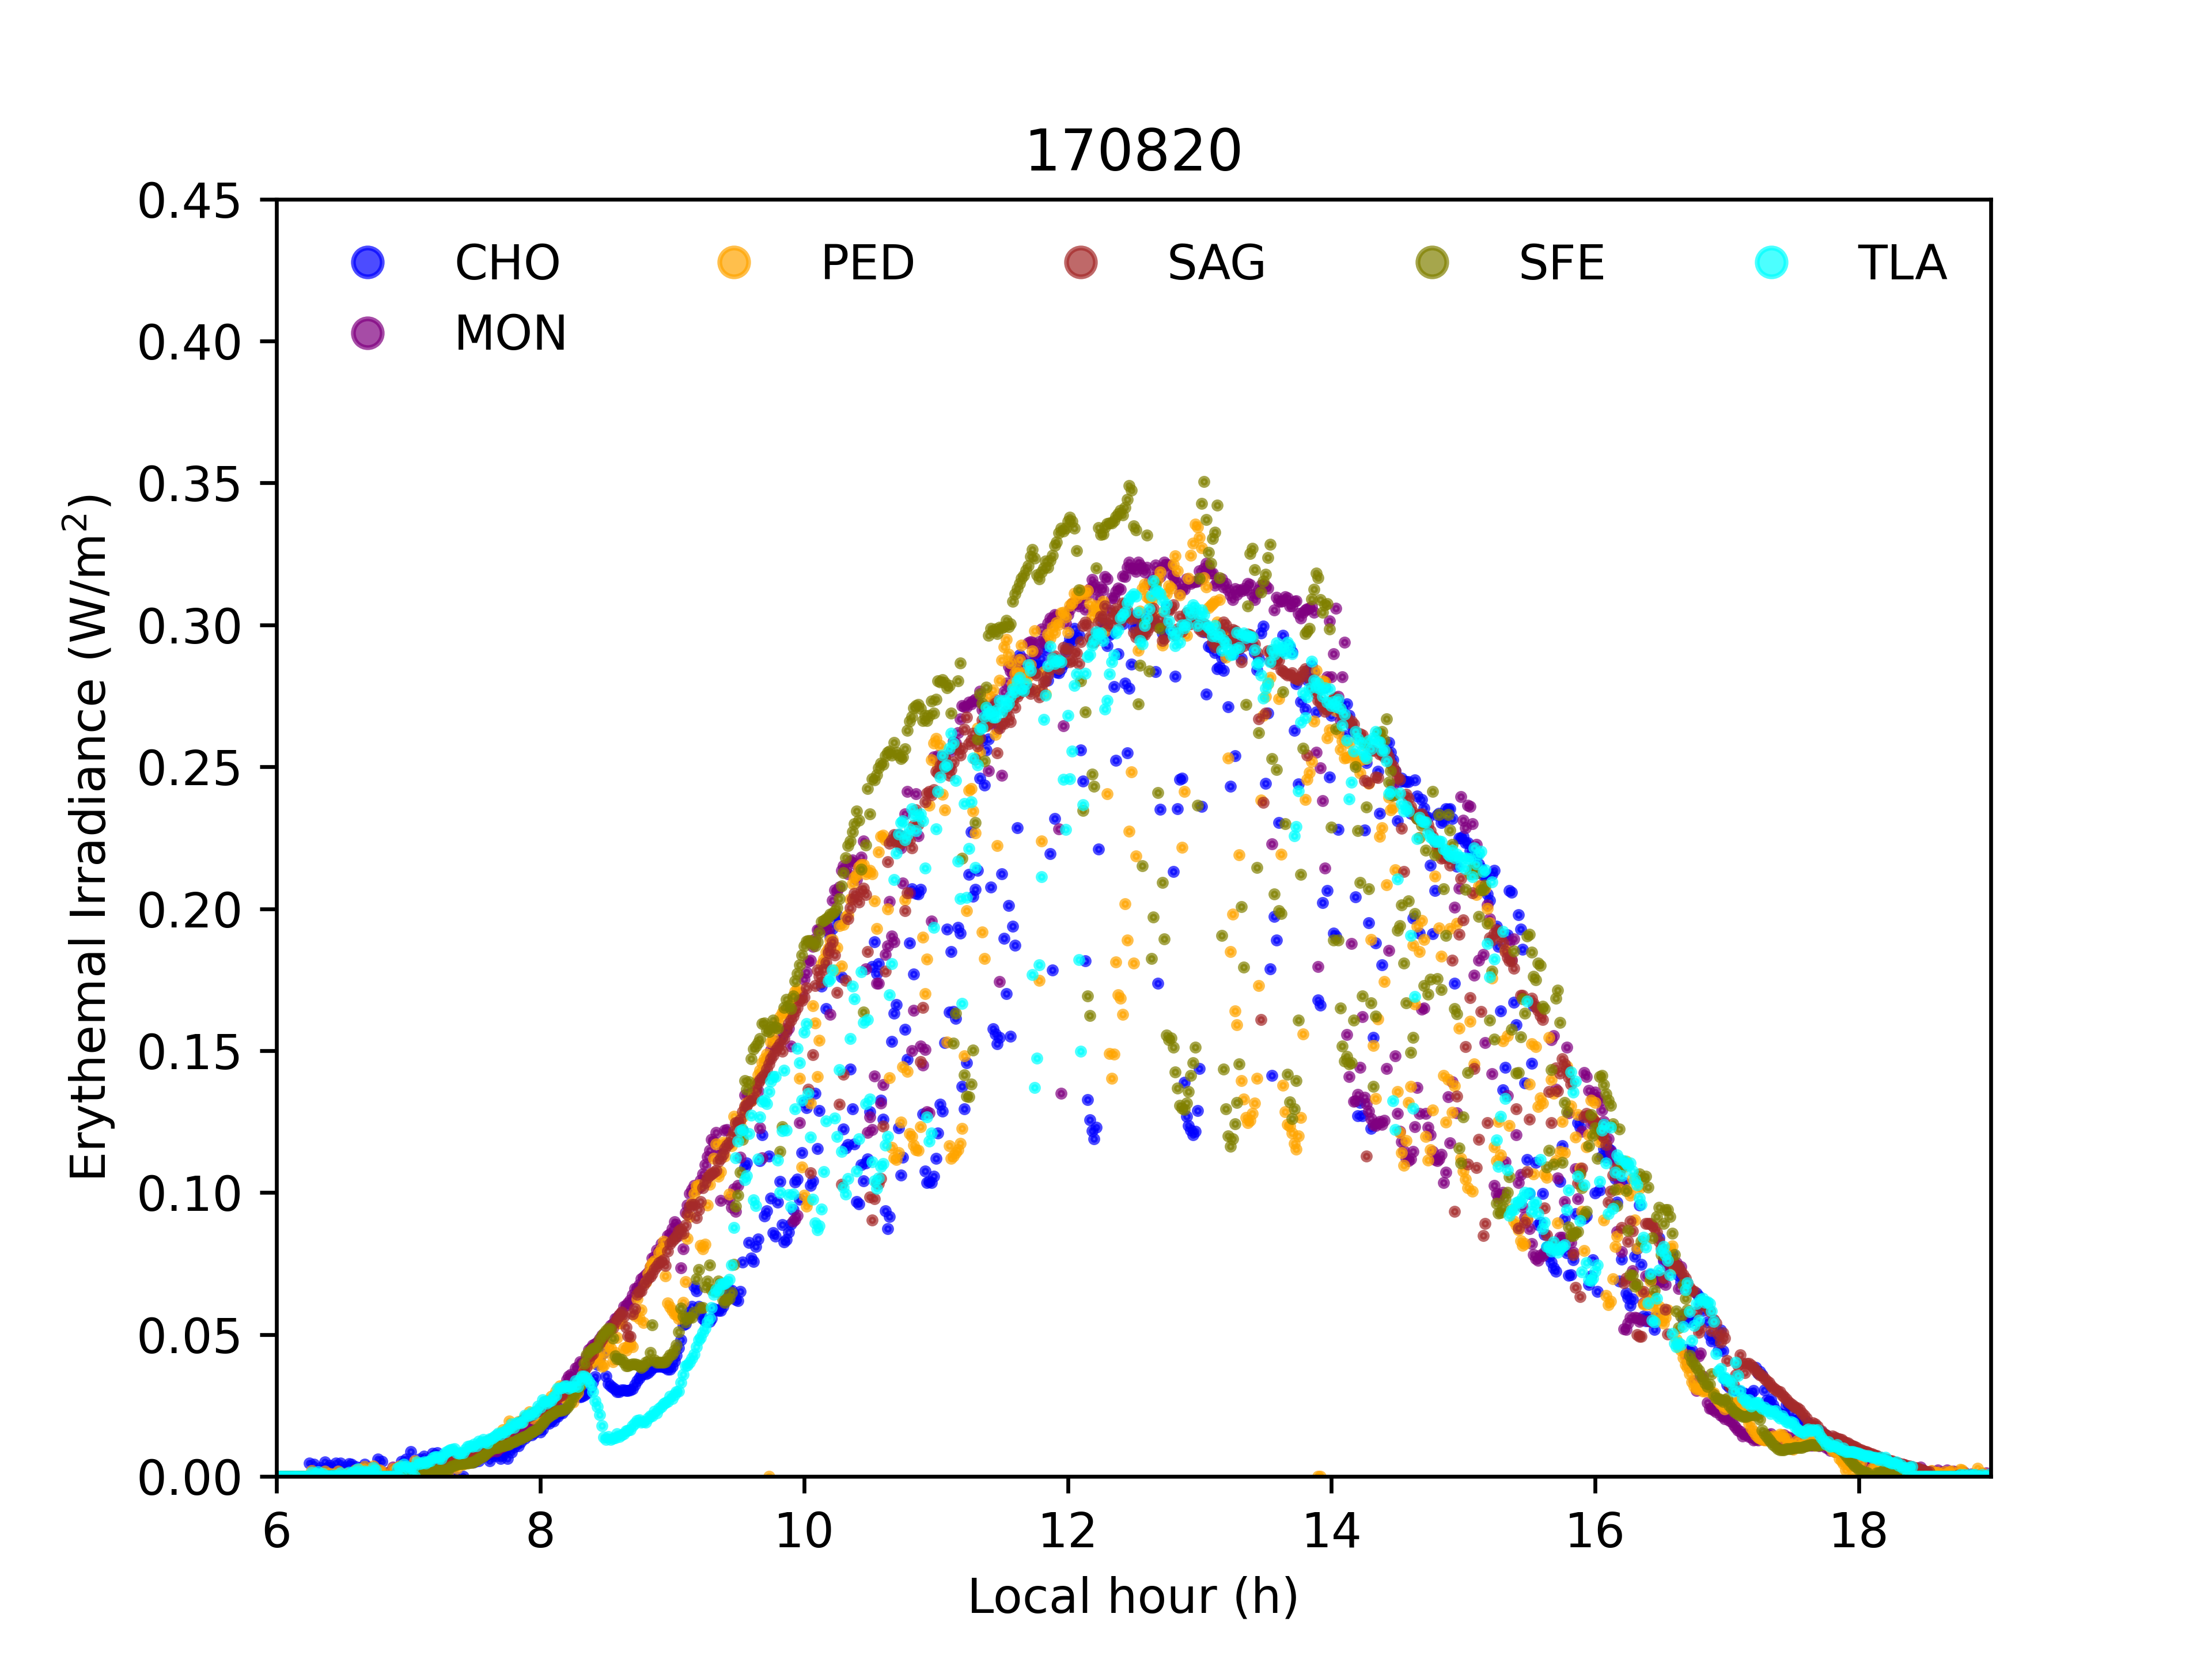 170820
0.45
0.40
0.35
0.30
0.25
0.20
0.15
0.10
0.05
0.00
Erythemal Irradiance (W/m²)
CHO PED SAG SFE TLA
MON
6 8 10 12 14 16 18
Local hour (h)